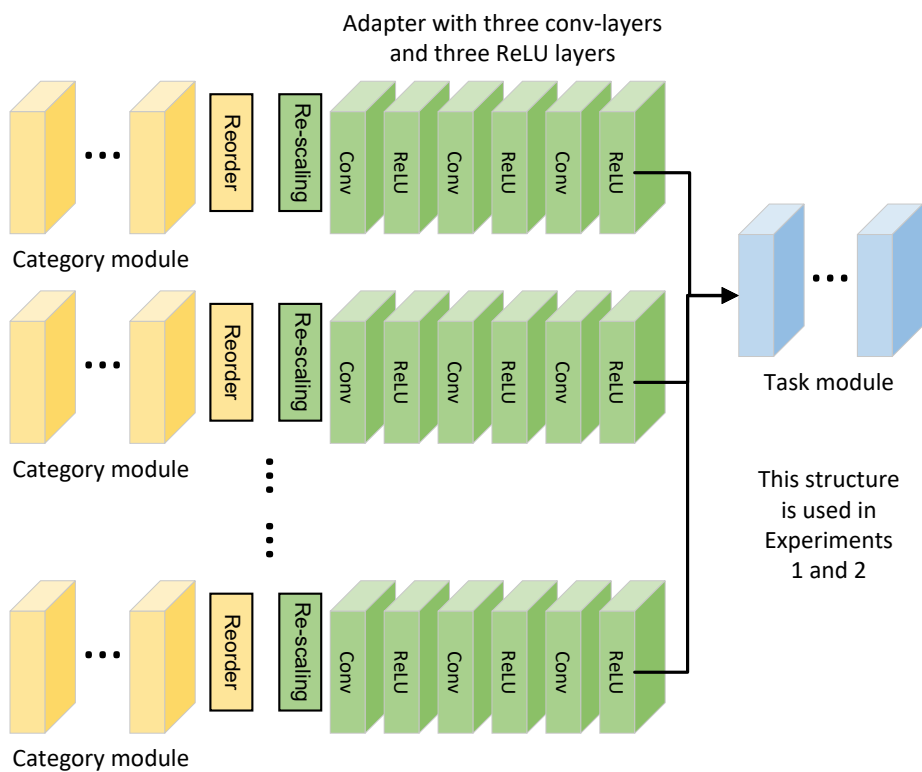 Adapter with three conv-layers
and three ReLU layers
Reorder
Re-scaling
Conv
ReLU
Conv
ReLU
Conv
ReLU
Category module
Reorder
Re-scaling
Conv
ReLU
Conv
ReLU
Conv
ReLU
Category module
Task module
This structure
is used in
Experiments
1 and 2
Reorder
Re-scaling
Conv
ReLU
Conv
ReLU
Conv
ReLU
Category module